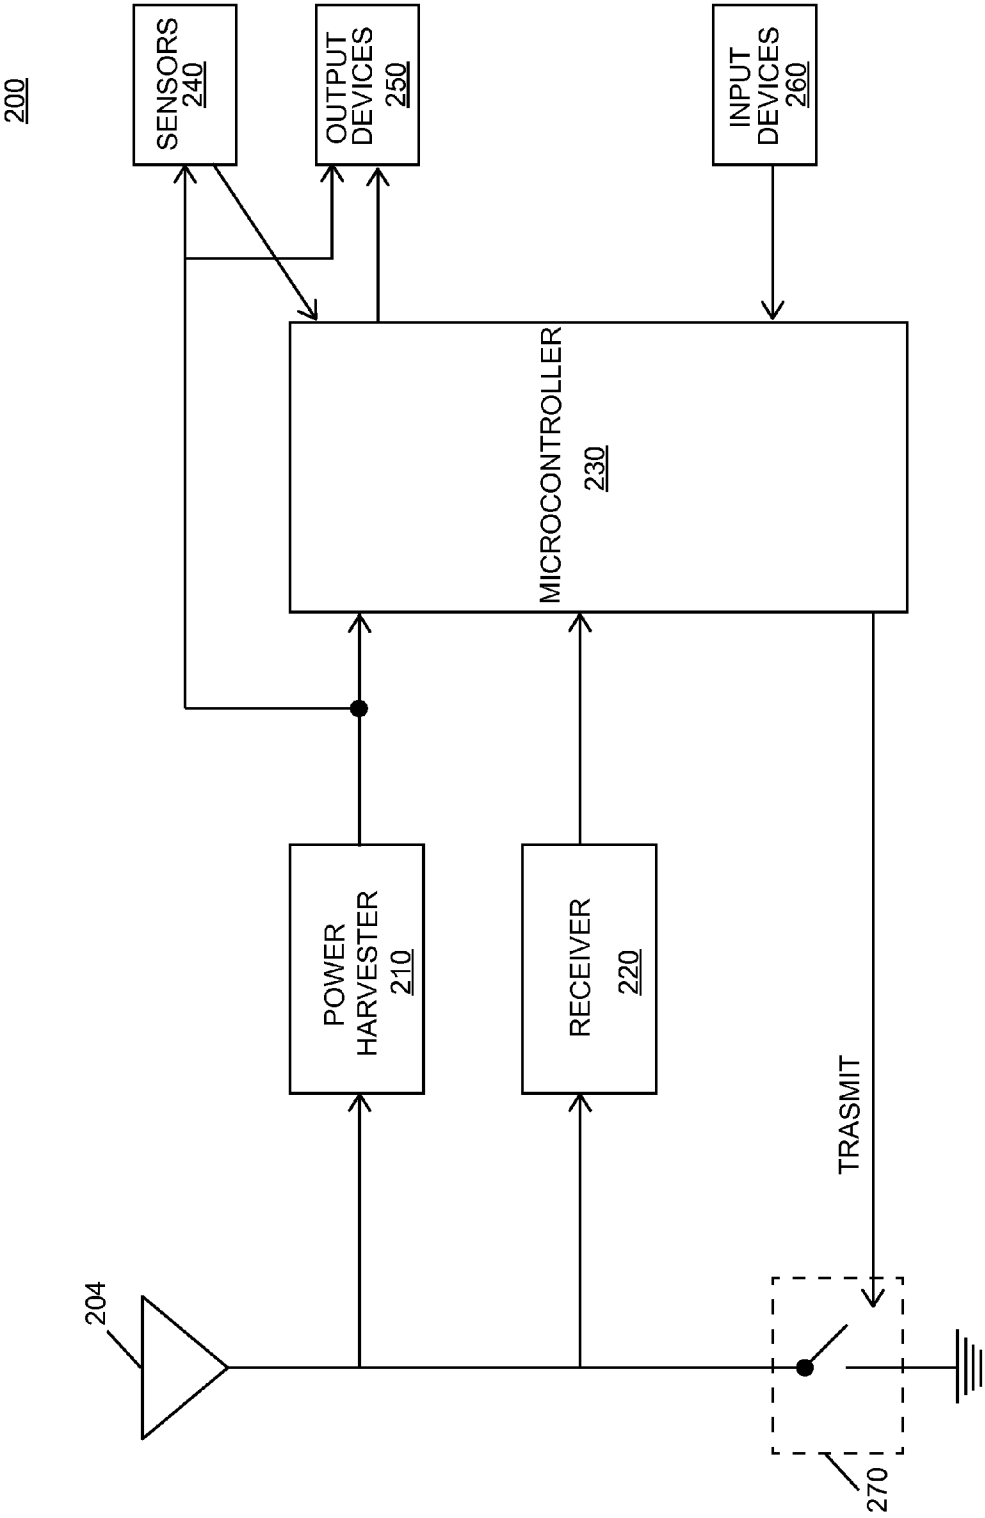 200
204
POWER
HARVESTER
210
RECEIVER
220
TRASMIT
270
MICROCONTROLLER
230
SENSORS
240
OUTPUT
DEVICES
250
INPUT
DEVICES
260